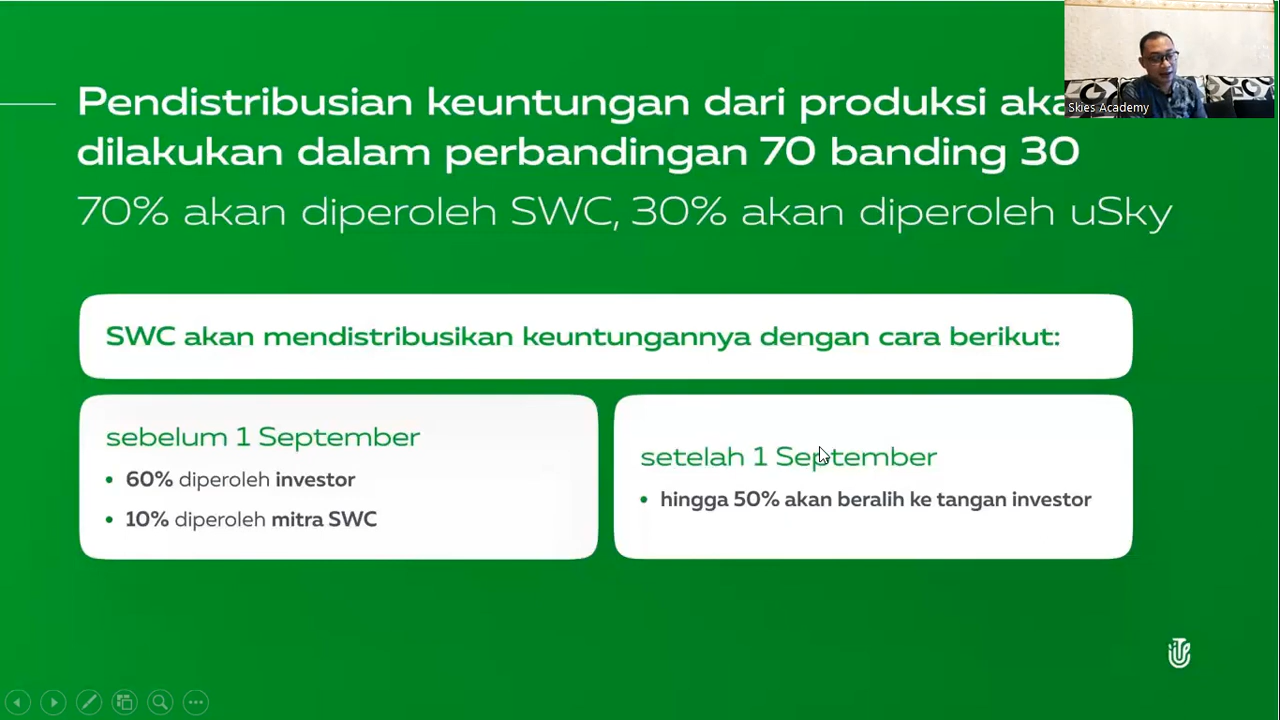 Pendistribusian keuntungan dari produksi aka
dilakukan dalam perbandingan 70 banding 30
70% akan diperoleh SWC, 30% akan diperoleh uSky
Skies Academy
SWC akan mendistribusikan keuntungannya dengan cara berikut:
sebelum 1 September
• 60% diperoleh investor
• 10% diperoleh mitra SWC
setelah 1 September
• hingga 50% akan beralih ke tangan investor